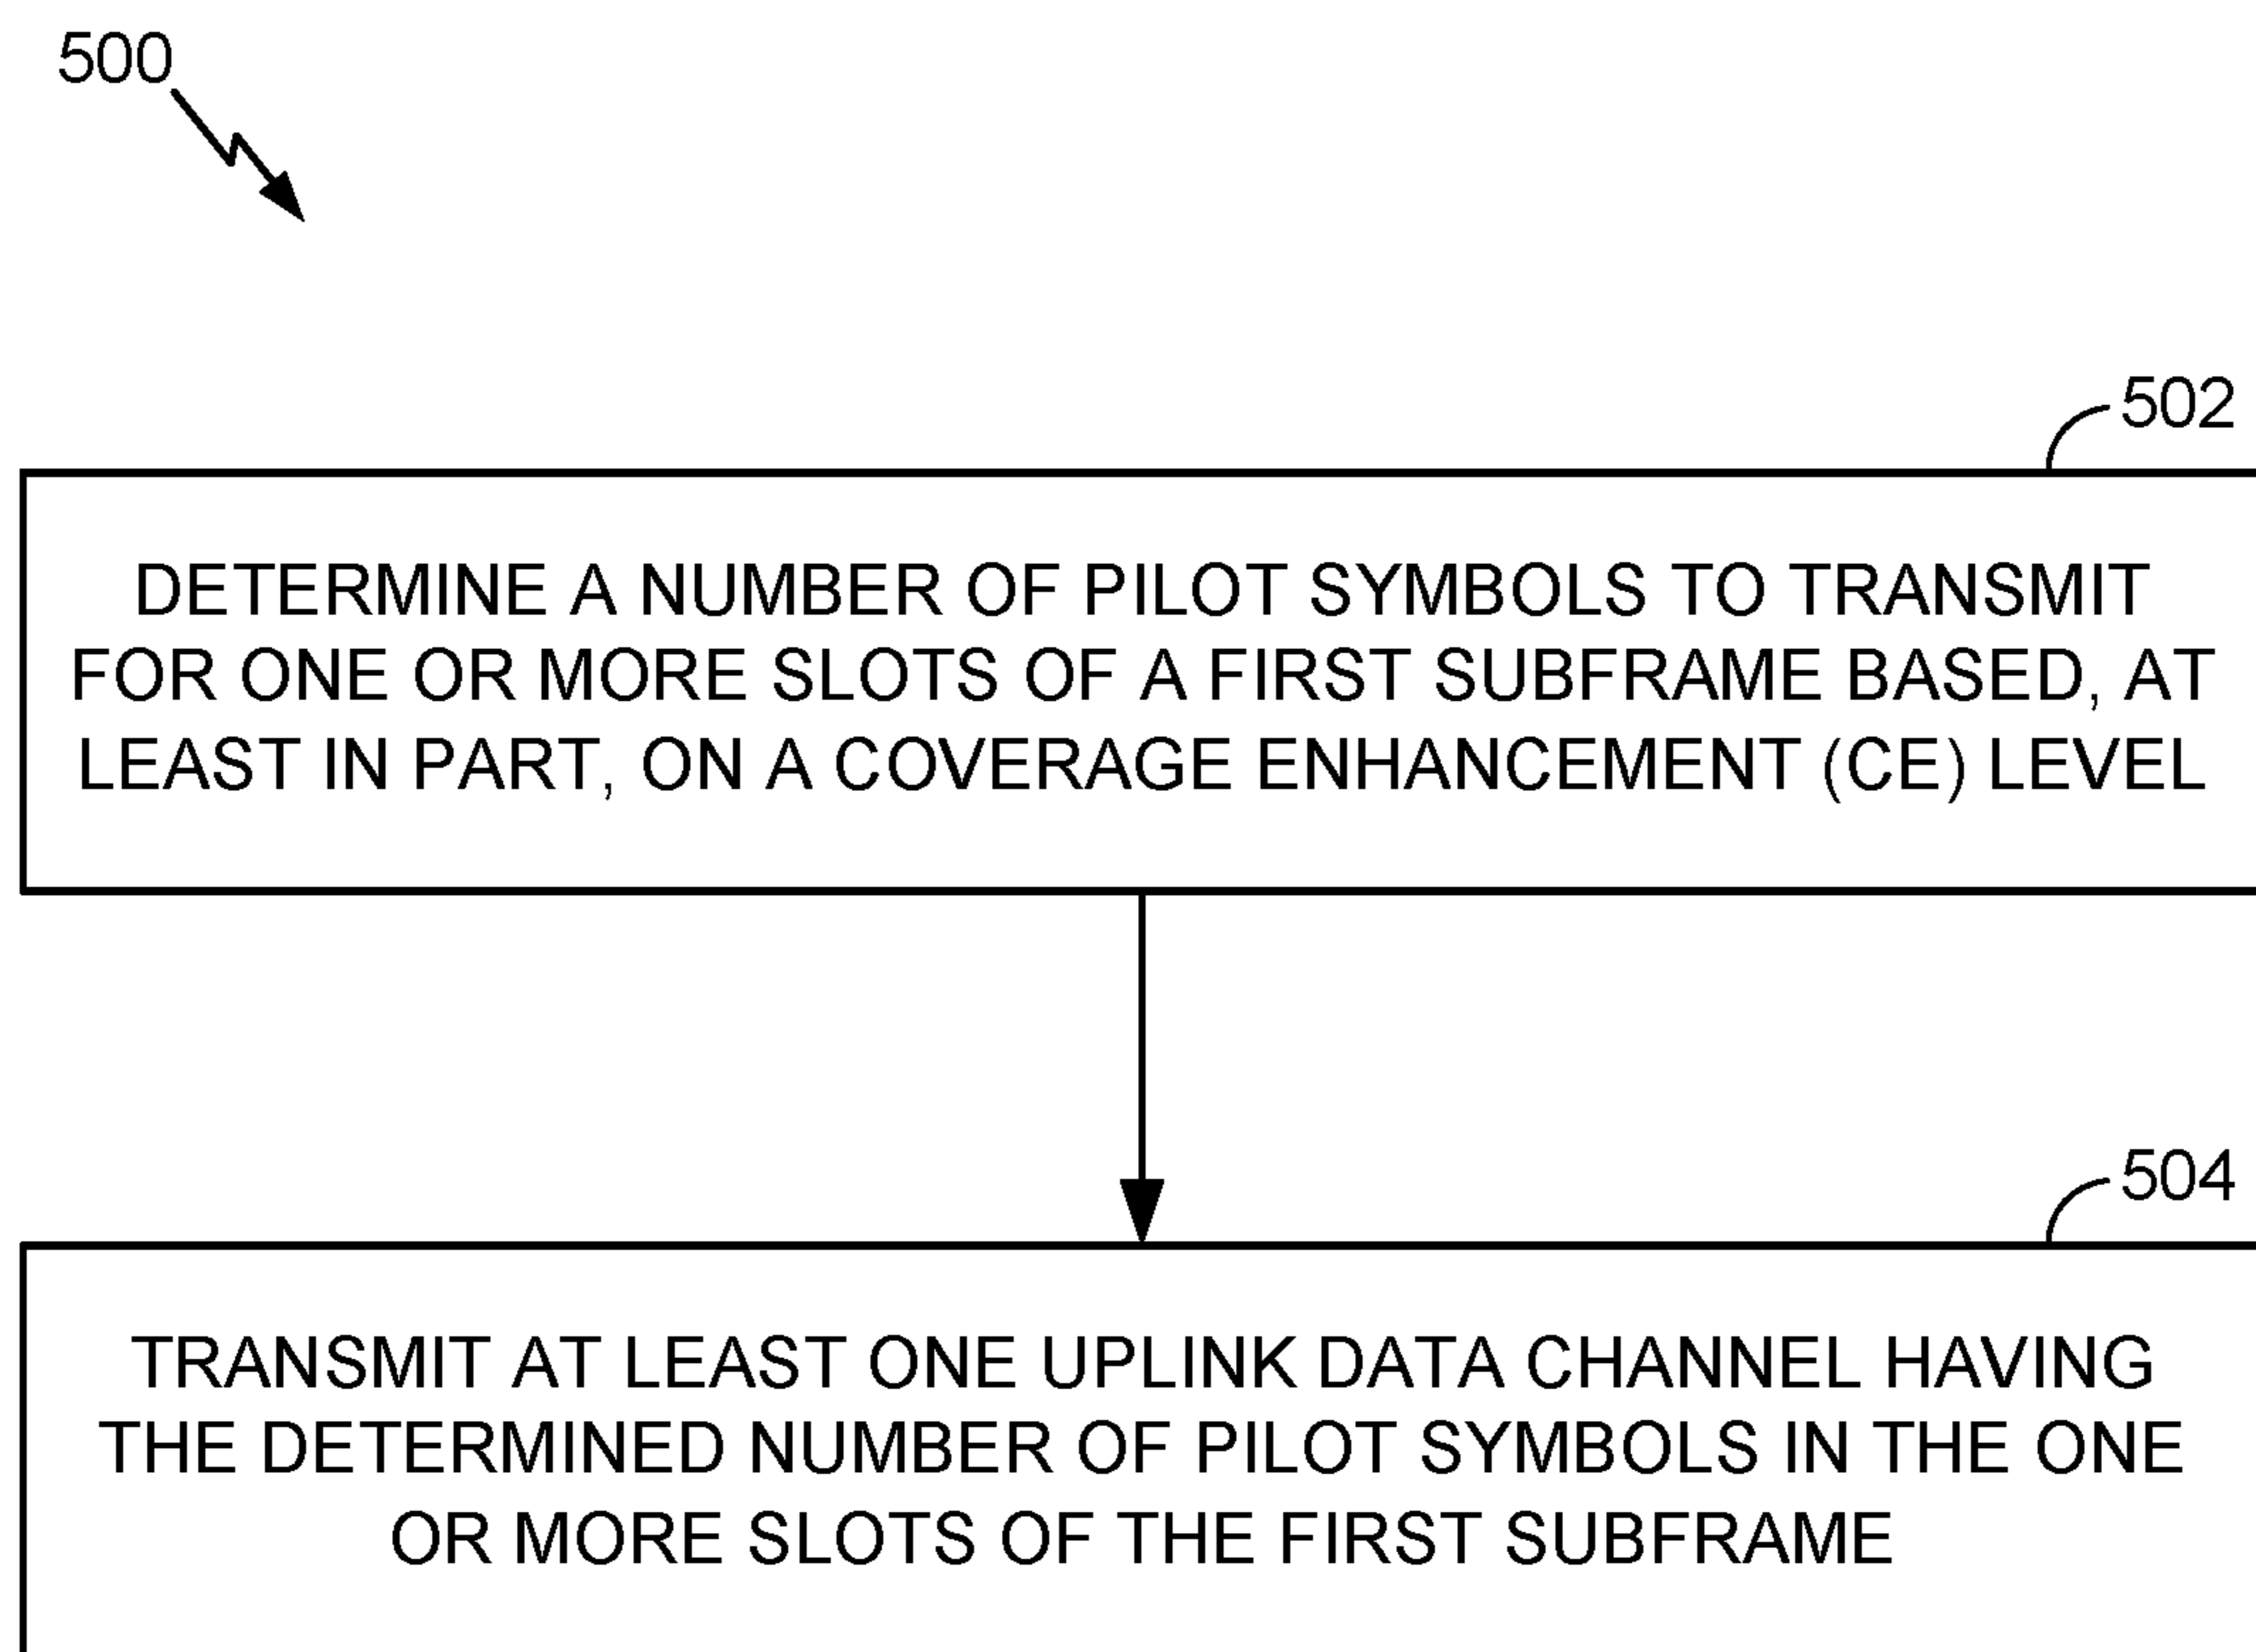 500
502
DETERMINE A NUMBER OF PILOT SYMBOLS TO TRANSMIT
FOR ONE OR MORE SLOTS OF A FIRST SUBFRAME BASED, AT
LEAST IN PART, ON A COVERAGE ENHANCEMENT (CE) LEVEL
504
TRANSMIT AT LEAST ONE UPLINK DATA CHANNEL HAVING
THE DETERMINED NUMBER OF PILOT SYMBOLS IN THE ONE
OR MORE SLOTS OF THE FIRST SUBFRAME